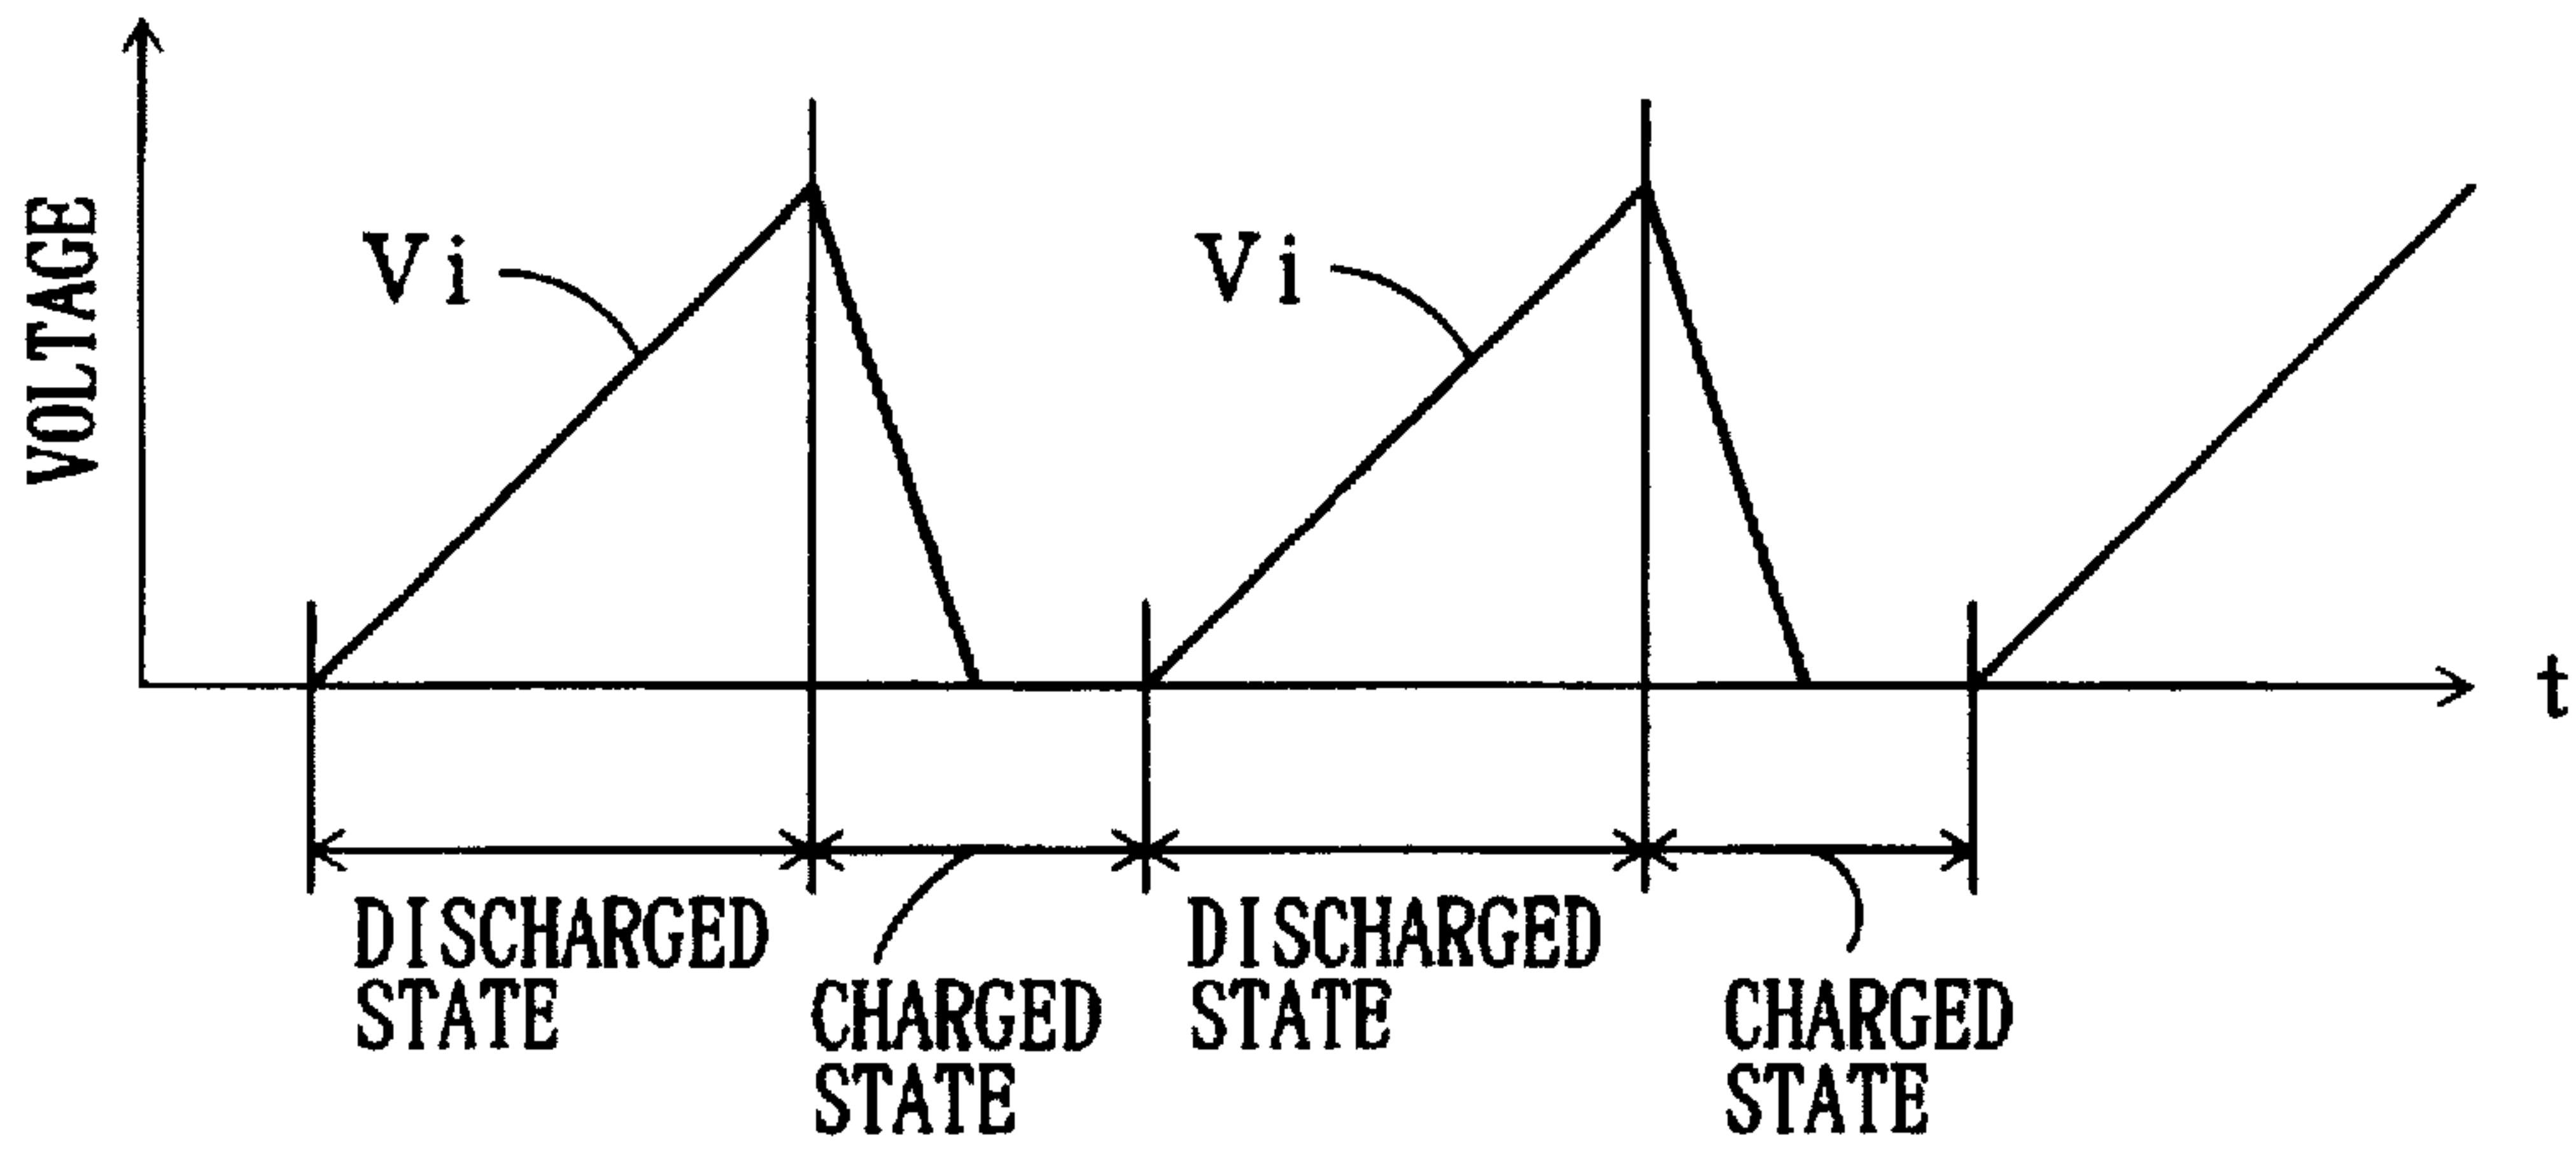 VOLTAGE
Vi
Vi
t
DISCHARGED
STATE
CHARGED
STATE
DISCHARGED
STATE
CHARGED
STATE